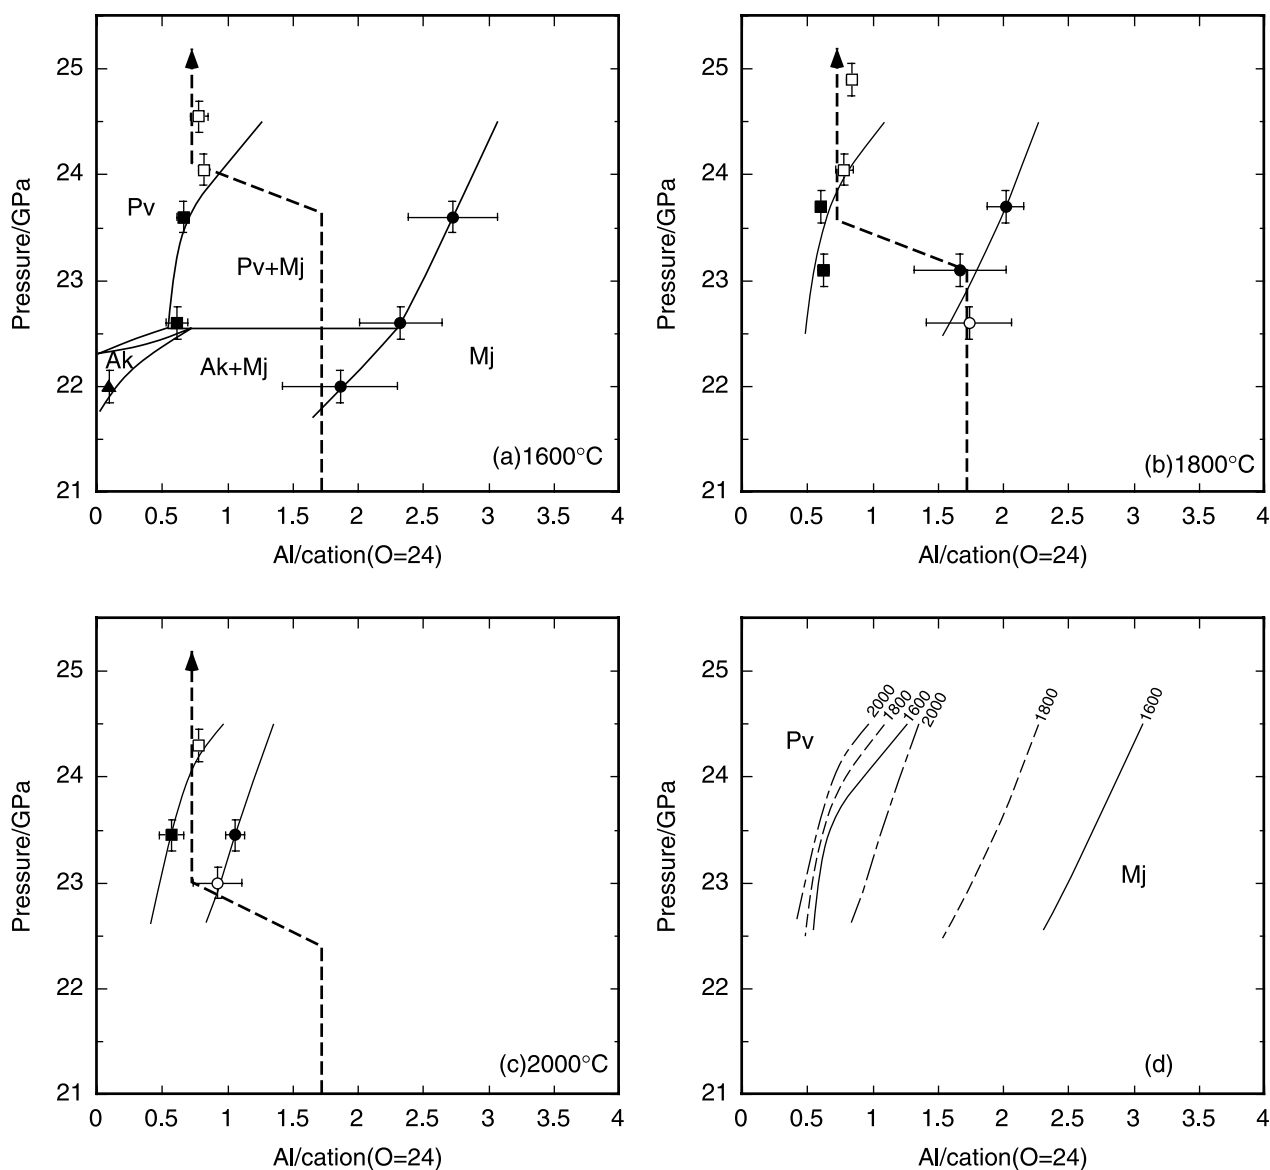 25
24
23
22
21
Pressure/GPa
Pv
Pv+Mj
Ak
Ak+Mj
Mj
(a)1600°C
0 0.5 1 1.5 2 2.5 3 3.5 4
Al/cation(O=24)
25
24
23
22
21
Pressure/GPa
(b)1800°C
0 0.5 1 1.5 2 2.5 3 3.5 4
Al/cation(O=24)
25
24
23
22
21
Pressure/GPa
(c)2000°C
0 0.5 1 1.5 2 2.5 3 3.5 4
Al/cation(O=24)
25
24
23
22
21
Pressure/GPa
Pv
2000
1800
1600
2000
1800
1600
Mj
(d)
0 0.5 1 1.5 2 2.5 3 3.5 4
Al/cation(O=24)